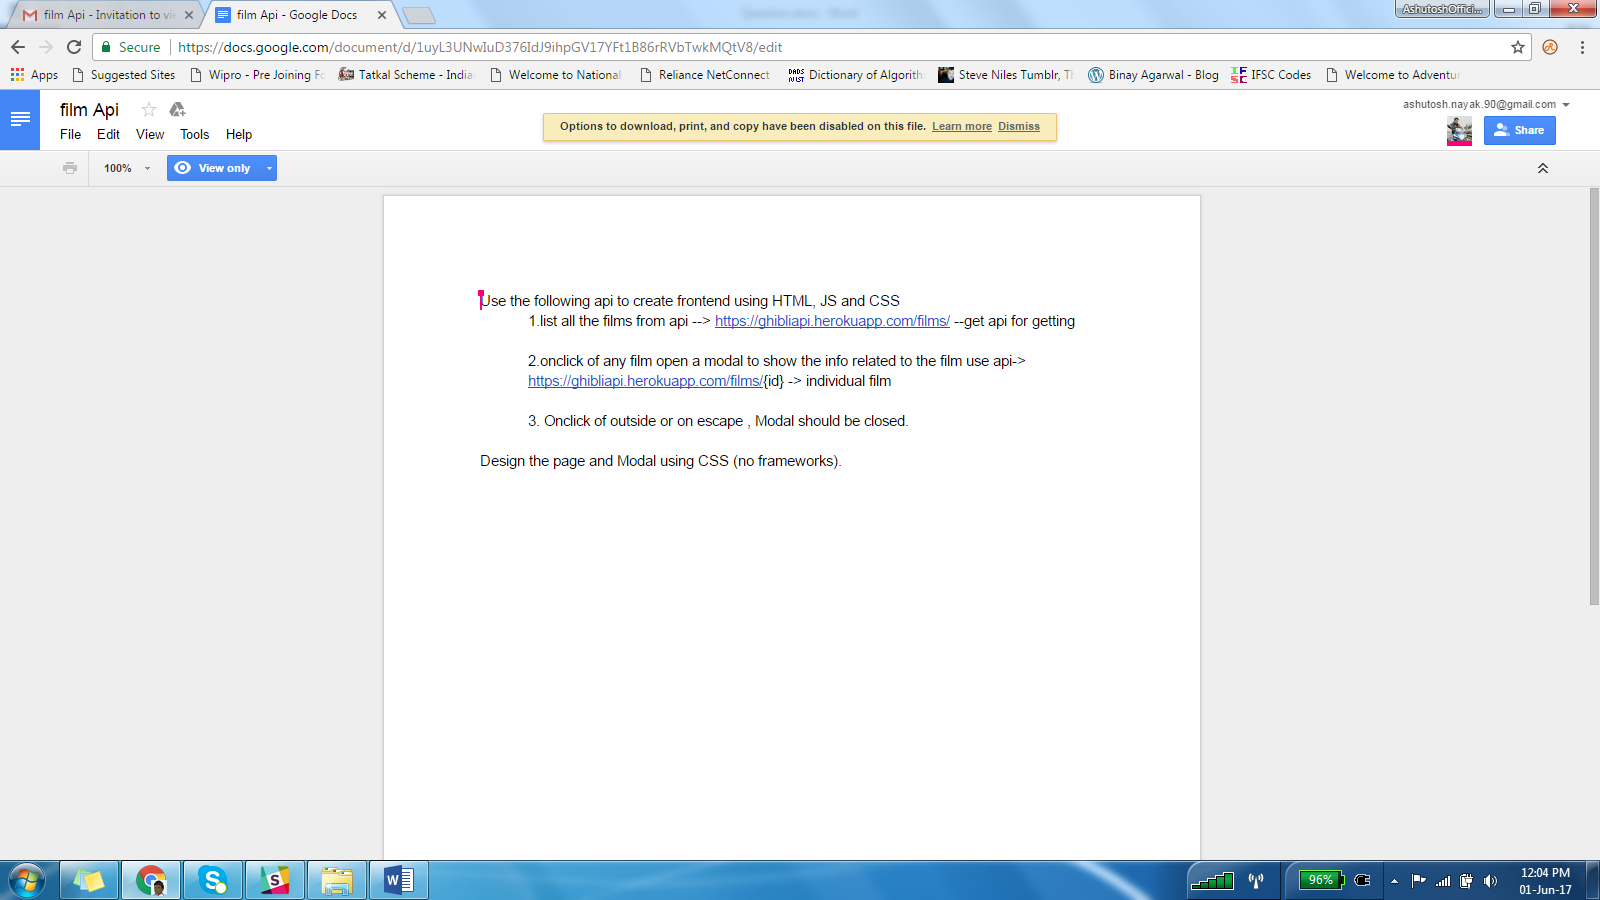 film Api - Invitation to vie
film Api - Google Docs
AshutoshOffici...
Secure
https://docs.google.com/document/d/1uyL3UNwIuD376IdJ9ihpGV17YFt1B86rRVbTwkMQtV8/edit
Apps
Suggested Sites
Wipro - Pre Joining Fo
Tatkal Scheme - India
Welcome to National
Reliance NetConnect
DADS NIST
Dictionary of Algorith
Steve Niles Tumblr, Th
Binay Agarwal - Blog
IFSC Codes
Welcome to Adventur
film Api
ashutosh.nayak.90@gmail.com
File Edit View Tools Help
Options to download, print, and copy have been disabled on this file. Learn more Dismiss
Share
100%
View only
Use the following api to create frontend using HTML, JS and CSS
1.list all the films from api --> https://ghibliapi.herokuapp.com/films/ --get api for getting
2.onclick of any film open a modal to show the info related to the film use api->
https://ghibliapi.herokuapp.com/films/{id} -> individual film
3. Onclick of outside or on escape , Modal should be closed.
Design the page and Modal using CSS (no frameworks).
96%
12:04 PM
01-Jun-17